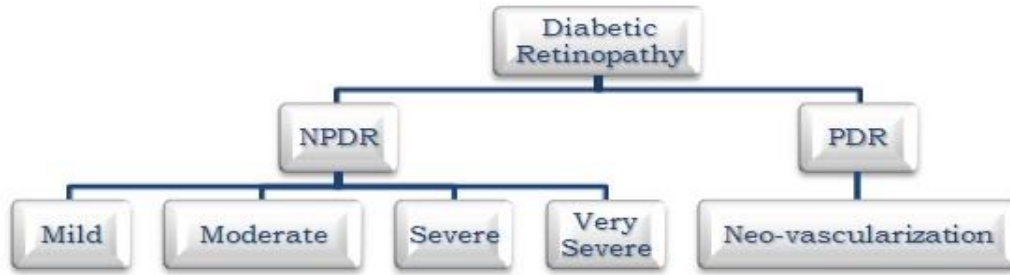 Diabetic
Retinopathy
NPDR
PDR
Mild
Moderate
Severe
Very
Severe
Neo-vascularization